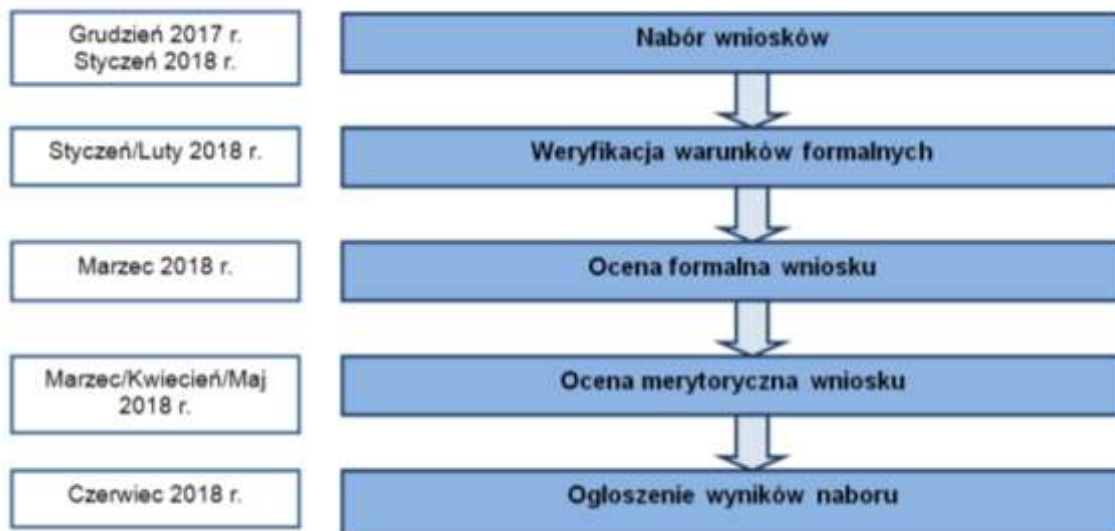 Grudzień 2017 r.
Styczeń 2018 r.
Nabór wniosków
Styczeń/Luty 2018 r.
Weryfikacja warunków formalnych
Marzec 2018 r.
Ocena formalna wniosku
Marzec/Kwiecień/Maj
2018 r.
Ocena merytoryczna wniosku
Czerwiec 2018 r.
Ogłoszenie wyników naboru